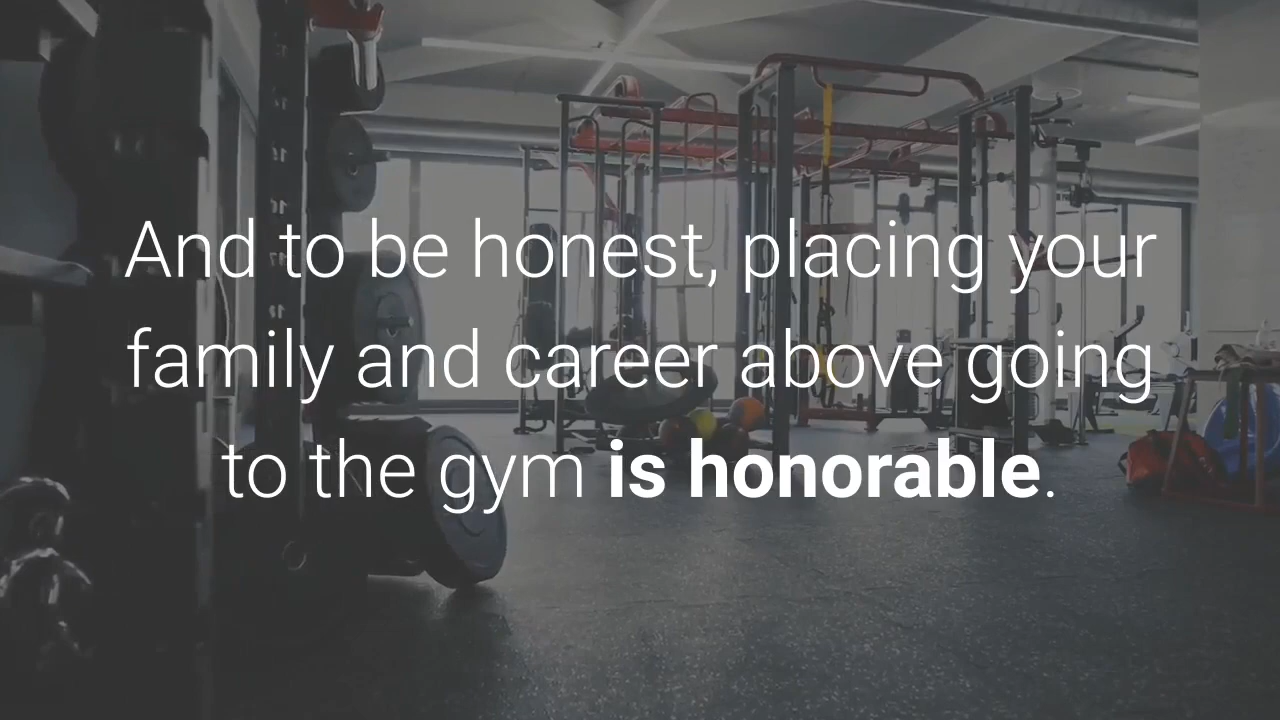 And to be honest, placing your
family and career above going
to the gym is honorable.